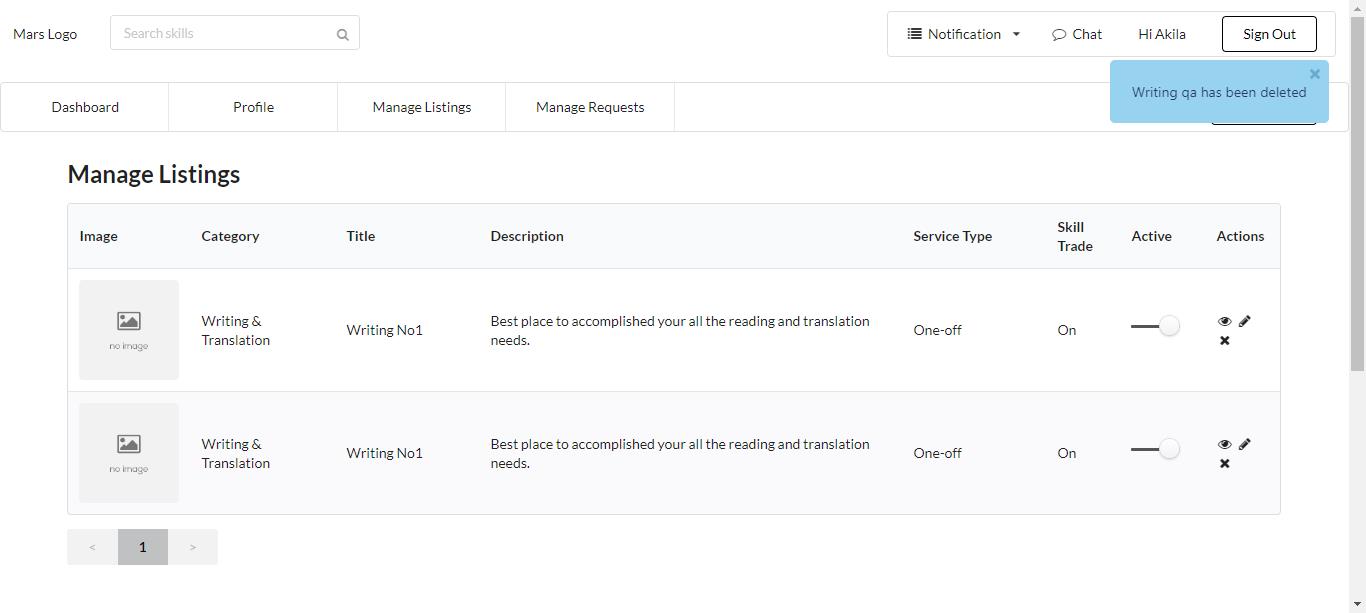 Mars Logo
Search skills
Notification
Chat
Hi Akila
Sign Out
Writing qa has been deleted
Dashboard
Profile
Manage Listings
Manage Requests
Manage Listings
Image
Category
Title
Description
Service Type
Skill
Trade
Active
Actions
no image
Writing &
Translation
Writing No1
Best place to accomplished your all the reading and translation
needs.
One-off
On
no image
Writing &
Translation
Writing No1
Best place to accomplished your all the reading and translation
needs.
One-off
On
< 1 >